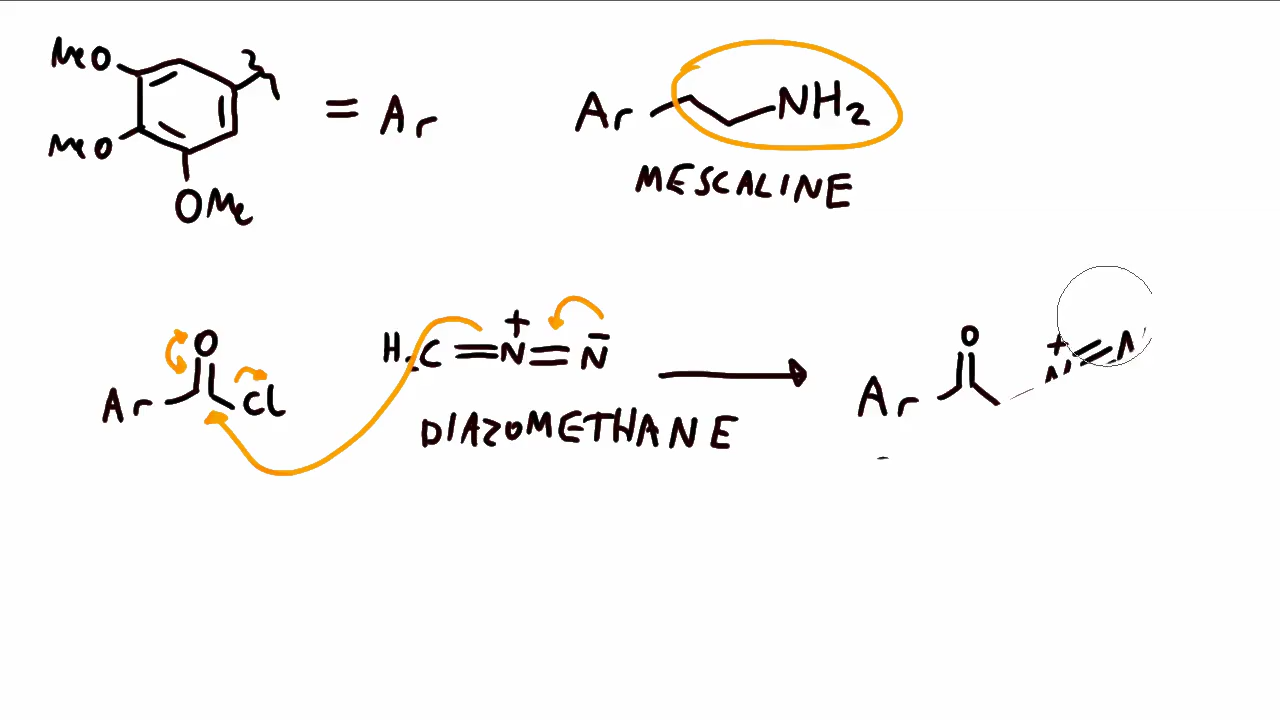 MeO
MeO
OMe
= Ar
Ar NH2
MESCALINE
O
Ar Cl
H2C=N+=N−
DIAZOMETHANE
O
Ar
+